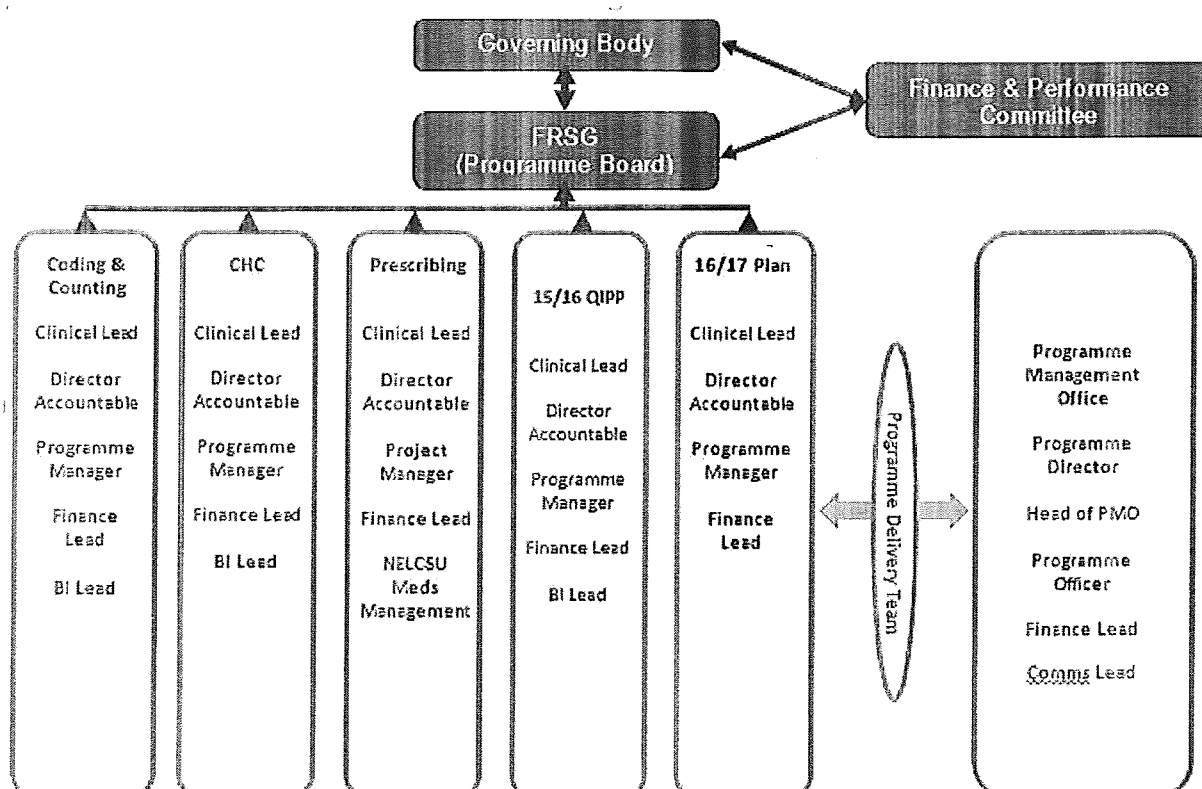 Governing Body
Finance & Performance
Committee
FRSG
(Programme Board)
Coding &
Counting
Clinical Lead
Director
Accountable
Programme
Manager
Finance
Lead
BI Lead
CHC
Clinical Lead
Director
Accountable
Programme
Manager
Finance Lead
BI Lead
Prescribing
Clinical Lead
Director
Accountable
Project
Manager
Finance Lead
NELCSU
Meds
Management
15/16 QIPP
Clinical Lead
Director
Accountable
Programme
Manager
Finance Lead
BI Lead
16/17 Plan
Clinical Lead
Director
Accountable
Programme
Manager
Finance
Lead
Programme Delivery Team
Programme
Management
Office
Programme
Director
Head of PMO
Programme
Officer
Finance Lead
Comms Lead